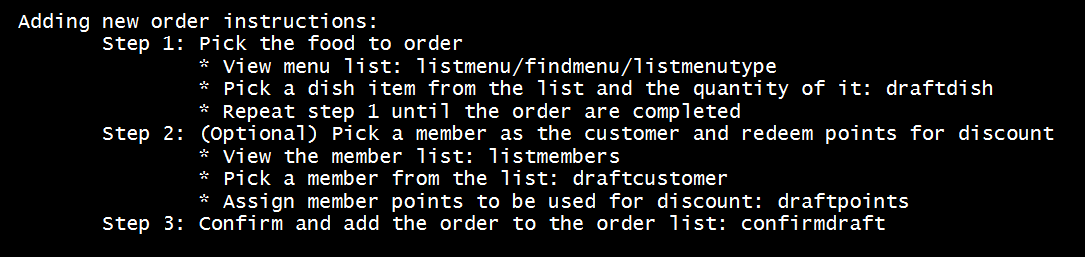 Adding new order instructions:
Step 1: Pick the food to order
* View menu list: listmenu/findmenu/listmenutype
* Pick a dish item from the list and the quantity of it: draftdish
* Repeat step 1 until the order are completed
Step 2: (Optional) Pick a member as the customer and redeem points for discount
* View the member list: listmembers
* Pick a member from the list: draftcustomer
* Assign member points to be used for discount: draftpoints
Step 3: Confirm and add the order to the order list: confirmdraft